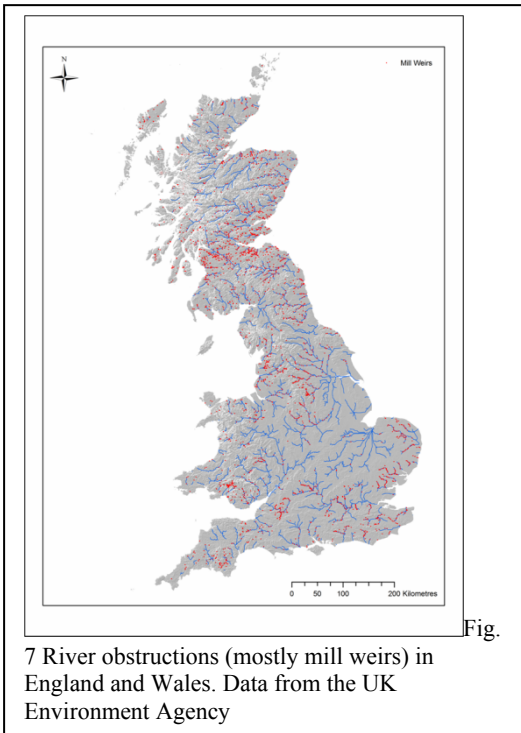 N
Mill Weirs
0 50 100 200 Kilometres
Fig.
7 River obstructions (mostly mill weirs) in
England and Wales. Data from the UK
Environment Agency